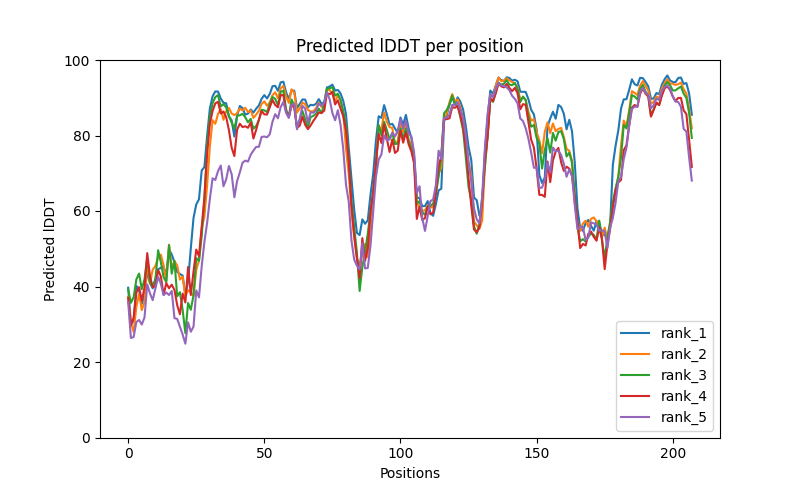 Predicted lDDT per position
100
80
60
40
20
0
Predicted lDDT
0 50 100 150 200
Positions
rank_1
rank_2
rank_3
rank_4
rank_5